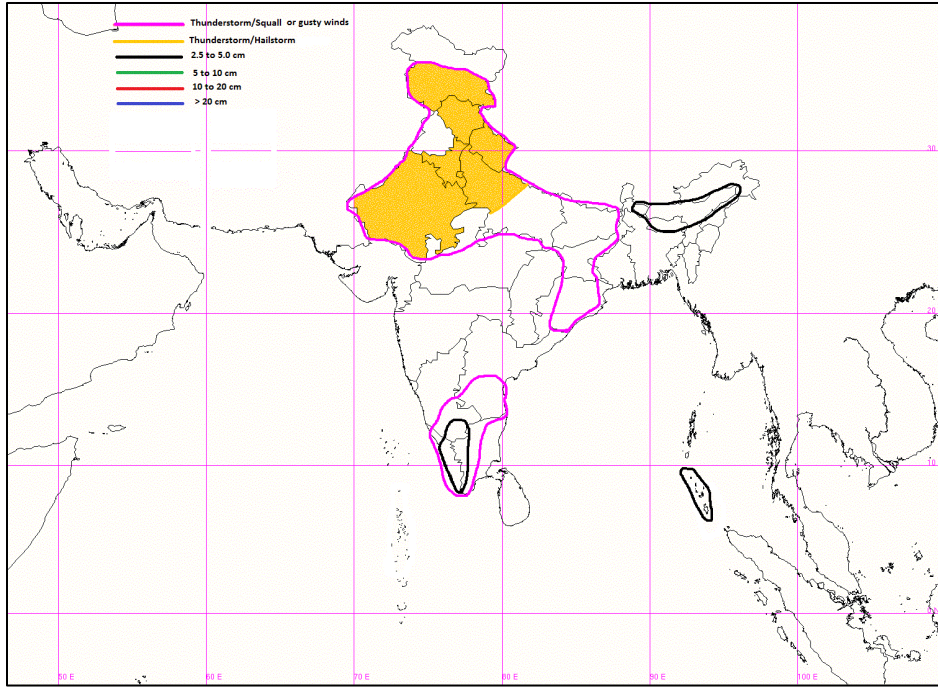 Thunderstorm/Squall or gusty winds
Thunderstorm/Hailstorm
2.5 to 5.0 cm
5 to 10 cm
10 to 20 cm
> 20 cm
30
20
10
50 E
60 E
70 E
80 E
90 E
100 E